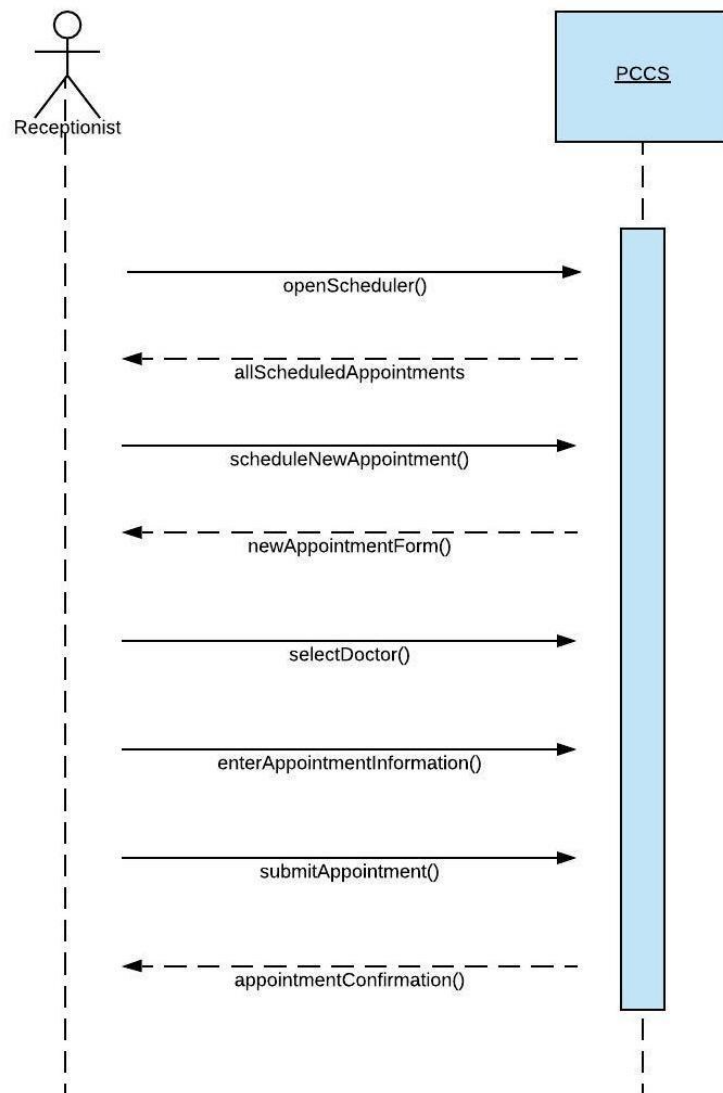 PCCS
Receptionist
openScheduler()
allScheduledAppointments
scheduleNewAppointment()
newAppointmentForm()
selectDoctor()
enterAppointmentInformation()
submitAppointment()
appointmentConfirmation()